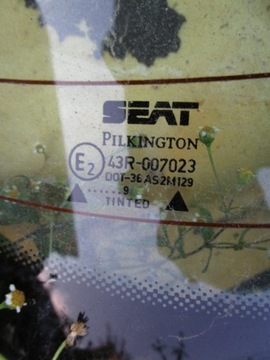 SEAT
PILKINGTON
E2 43R-007023
DOT-36 AS2M129
.......9
TINTED